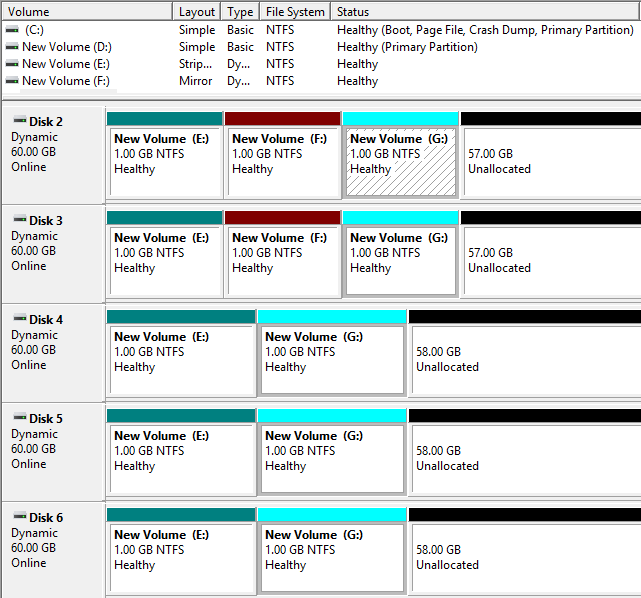 Volume Layout Type File System Status
(C:) Simple Basic NTFS Healthy (Boot, Page File, Crash Dump, Primary Partition)
New Volume (D:) Simple Basic NTFS Healthy (Primary Partition)
New Volume (E:) Strip... Dy... NTFS Healthy
New Volume (F:) Mirror Dy... NTFS Healthy
Disk 2
Dynamic
60.00 GB
Online
New Volume (E:)
1.00 GB NTFS
Healthy
New Volume (F:)
1.00 GB NTFS
Healthy
New Volume (G:)
1.00 GB NTFS
Healthy
57.00 GB
Unallocated
Disk 3
Dynamic
60.00 GB
Online
New Volume (E:)
1.00 GB NTFS
Healthy
New Volume (F:)
1.00 GB NTFS
Healthy
New Volume (G:)
1.00 GB NTFS
Healthy
57.00 GB
Unallocated
Disk 4
Dynamic
60.00 GB
Online
New Volume (E:)
1.00 GB NTFS
Healthy
New Volume (G:)
1.00 GB NTFS
Healthy
58.00 GB
Unallocated
Disk 5
Dynamic
60.00 GB
Online
New Volume (E:)
1.00 GB NTFS
Healthy
New Volume (G:)
1.00 GB NTFS
Healthy
58.00 GB
Unallocated
Disk 6
Dynamic
60.00 GB
Online
New Volume (E:)
1.00 GB NTFS
Healthy
New Volume (G:)
1.00 GB NTFS
Healthy
58.00 GB
Unallocated